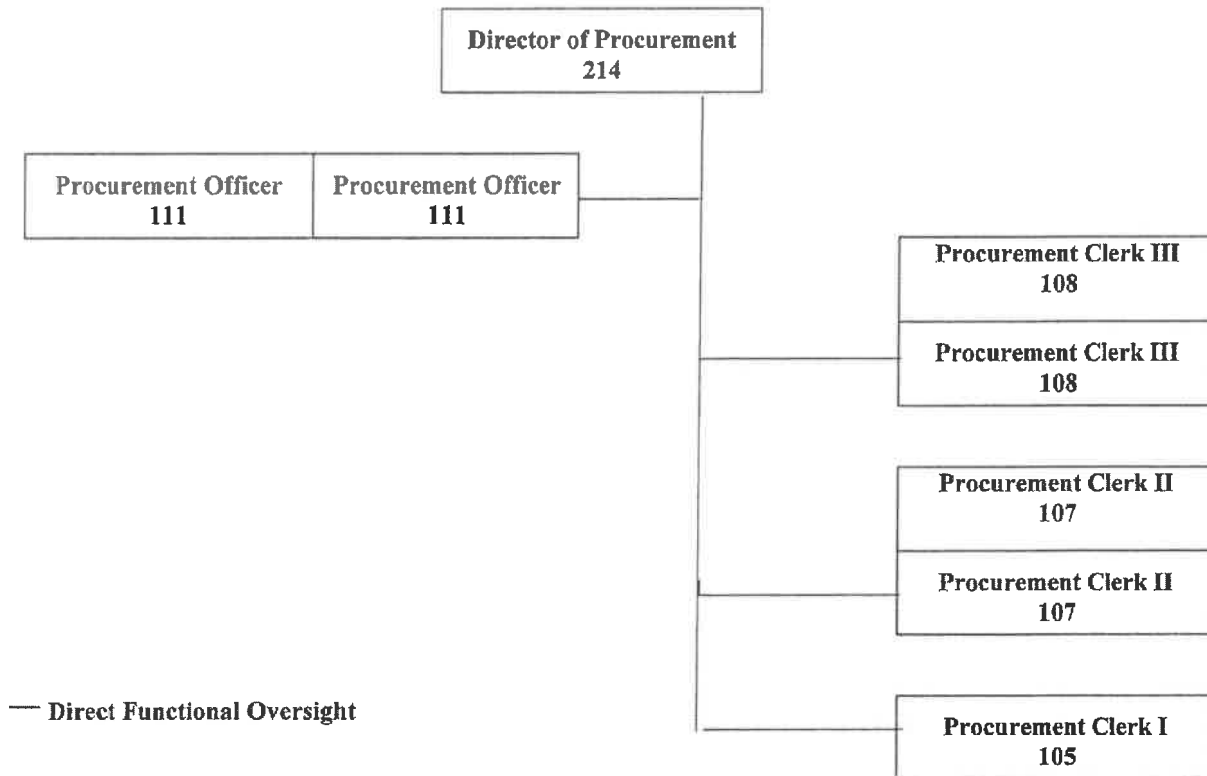 Director of Procurement
214
Procurement Officer
111
Procurement Officer
111
Procurement Clerk III
108
Procurement Clerk III
108
Procurement Clerk II
107
Procurement Clerk II
107
Procurement Clerk I
105
Direct Functional Oversight